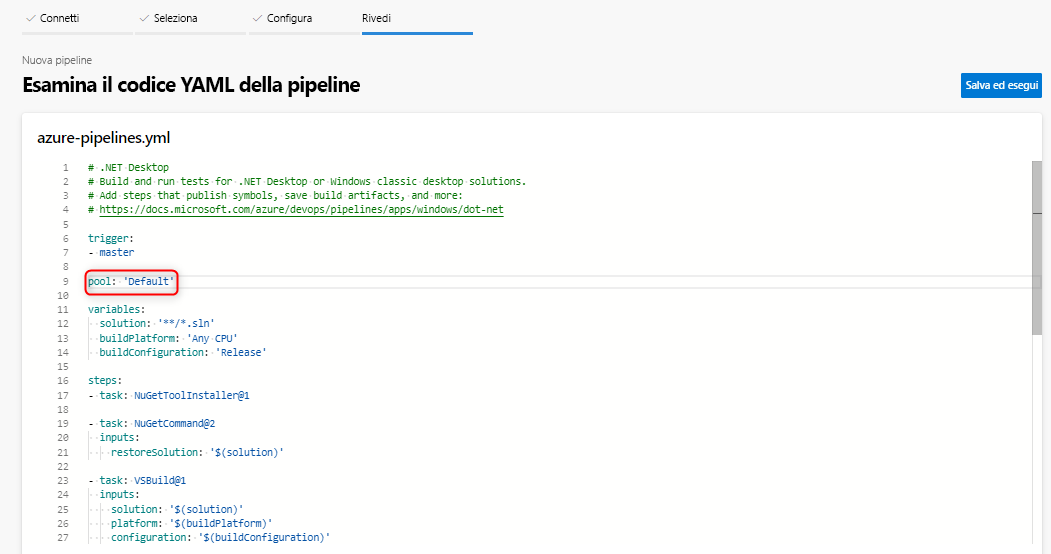 Connetti
Seleziona
Configura
Rivedi
Nuova pipeline
Esamina il codice YAML della pipeline
Salva ed esegui
azure-pipelines.yml
1 # .NET Desktop
2 # Build and run tests for .NET Desktop or Windows classic desktop solutions.
3 # Add steps that publish symbols, save build artifacts, and more:
4 # https://docs.microsoft.com/azure/devops/pipelines/apps/windows/dot-net
5
6 trigger:
7 - master
8
9 pool: 'Default'
10
11 variables:
12   solution: '**/*.sln'
13   buildPlatform: 'Any CPU'
14   buildConfiguration: 'Release'
15
16 steps:
17 - task: NuGetToolInstaller@1
18
19 - task: NuGetCommand@2
20   inputs:
21     restoreSolution: '$(solution)'
22
23 - task: VSBuild@1
24   inputs:
25     solution: '$(solution)'
26     platform: '$(buildPlatform)'
27     configuration: '$(buildConfiguration)'